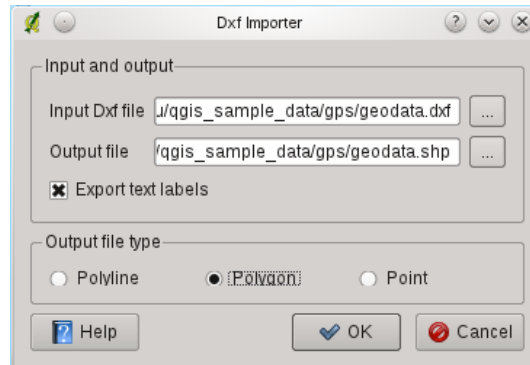 Dxf Importer
Input and output
Input Dxf file u/qgis_sample_data/gps/geodata.dxf ...
Output file /qgis_sample_data/gps/geodata.shp ...
Export text labels
Output file type
Polyline Polygon Point
Help OK Cancel